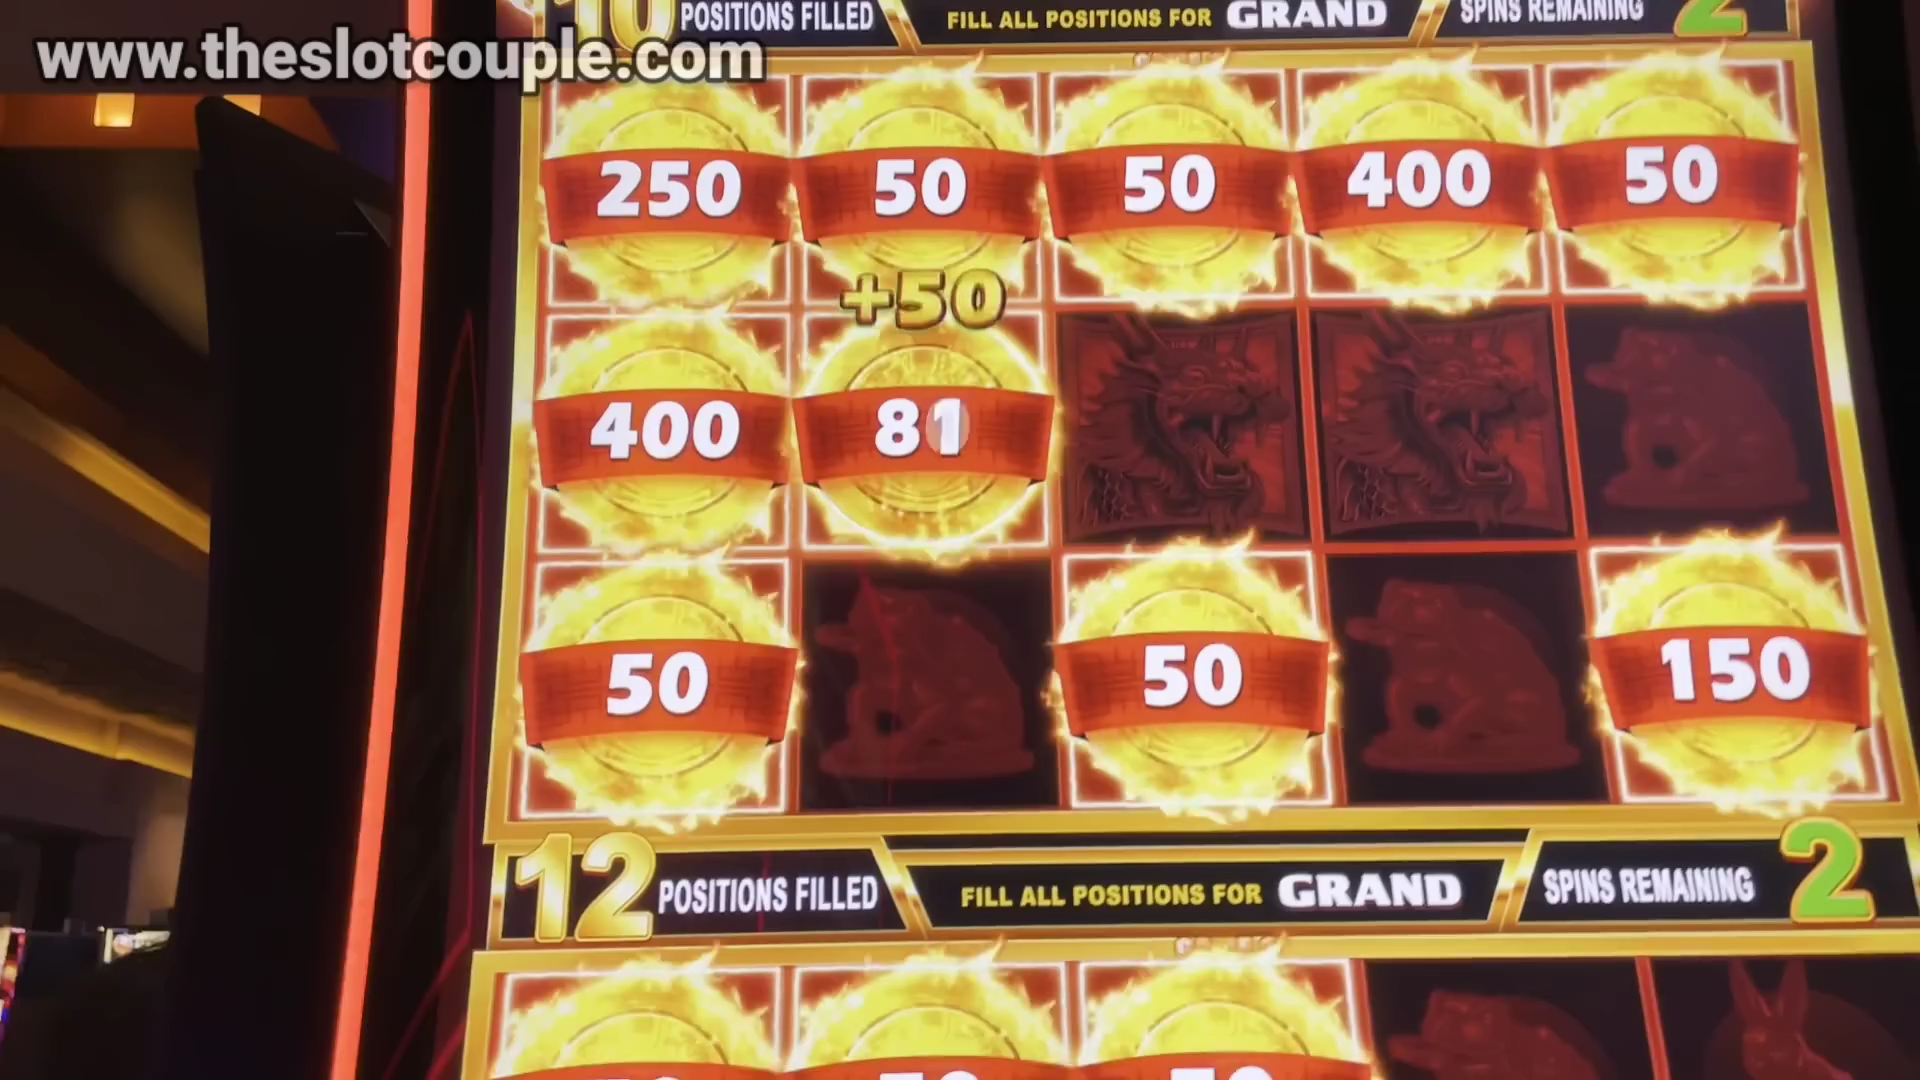 10 POSITIONS FILLED FILL ALL POSITIONS FOR GRAND SPINS REMAINING 2
www.theslotcouple.com
250 50 50 400 50
+50
400 81
50 50 150
12 POSITIONS FILLED FILL ALL POSITIONS FOR GRAND SPINS REMAINING 2